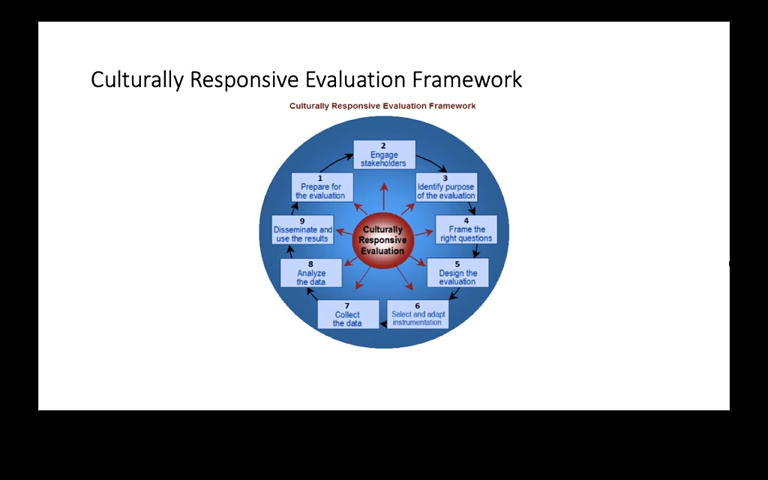 Culturally Responsive Evaluation Framework
Culturally Responsive Evaluation Framework
1
Prepare for
the evaluation
2
Engage
stakeholders
3
Identify purpose
of the evaluation
4
Frame the
right questions
5
Design the
evaluation
6
Select and adapt
instrumentation
7
Collect
the data
8
Analyze
the data
9
Disseminate and
use the results
Culturally
Responsive
Evaluation